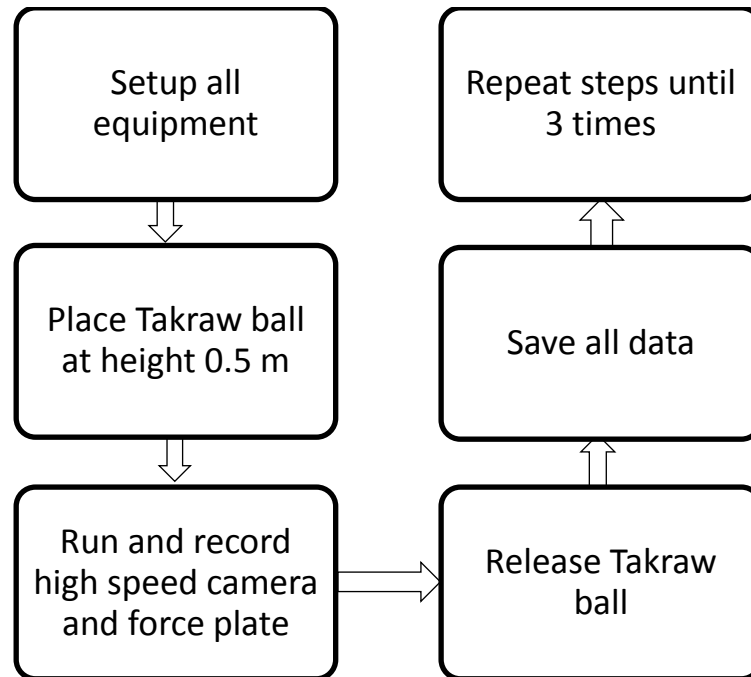 Setup all
equipment
Place Takraw ball
at height 0.5 m
Run and record
high speed camera
and force plate
Release Takraw
ball
Save all data
Repeat steps until
3 times